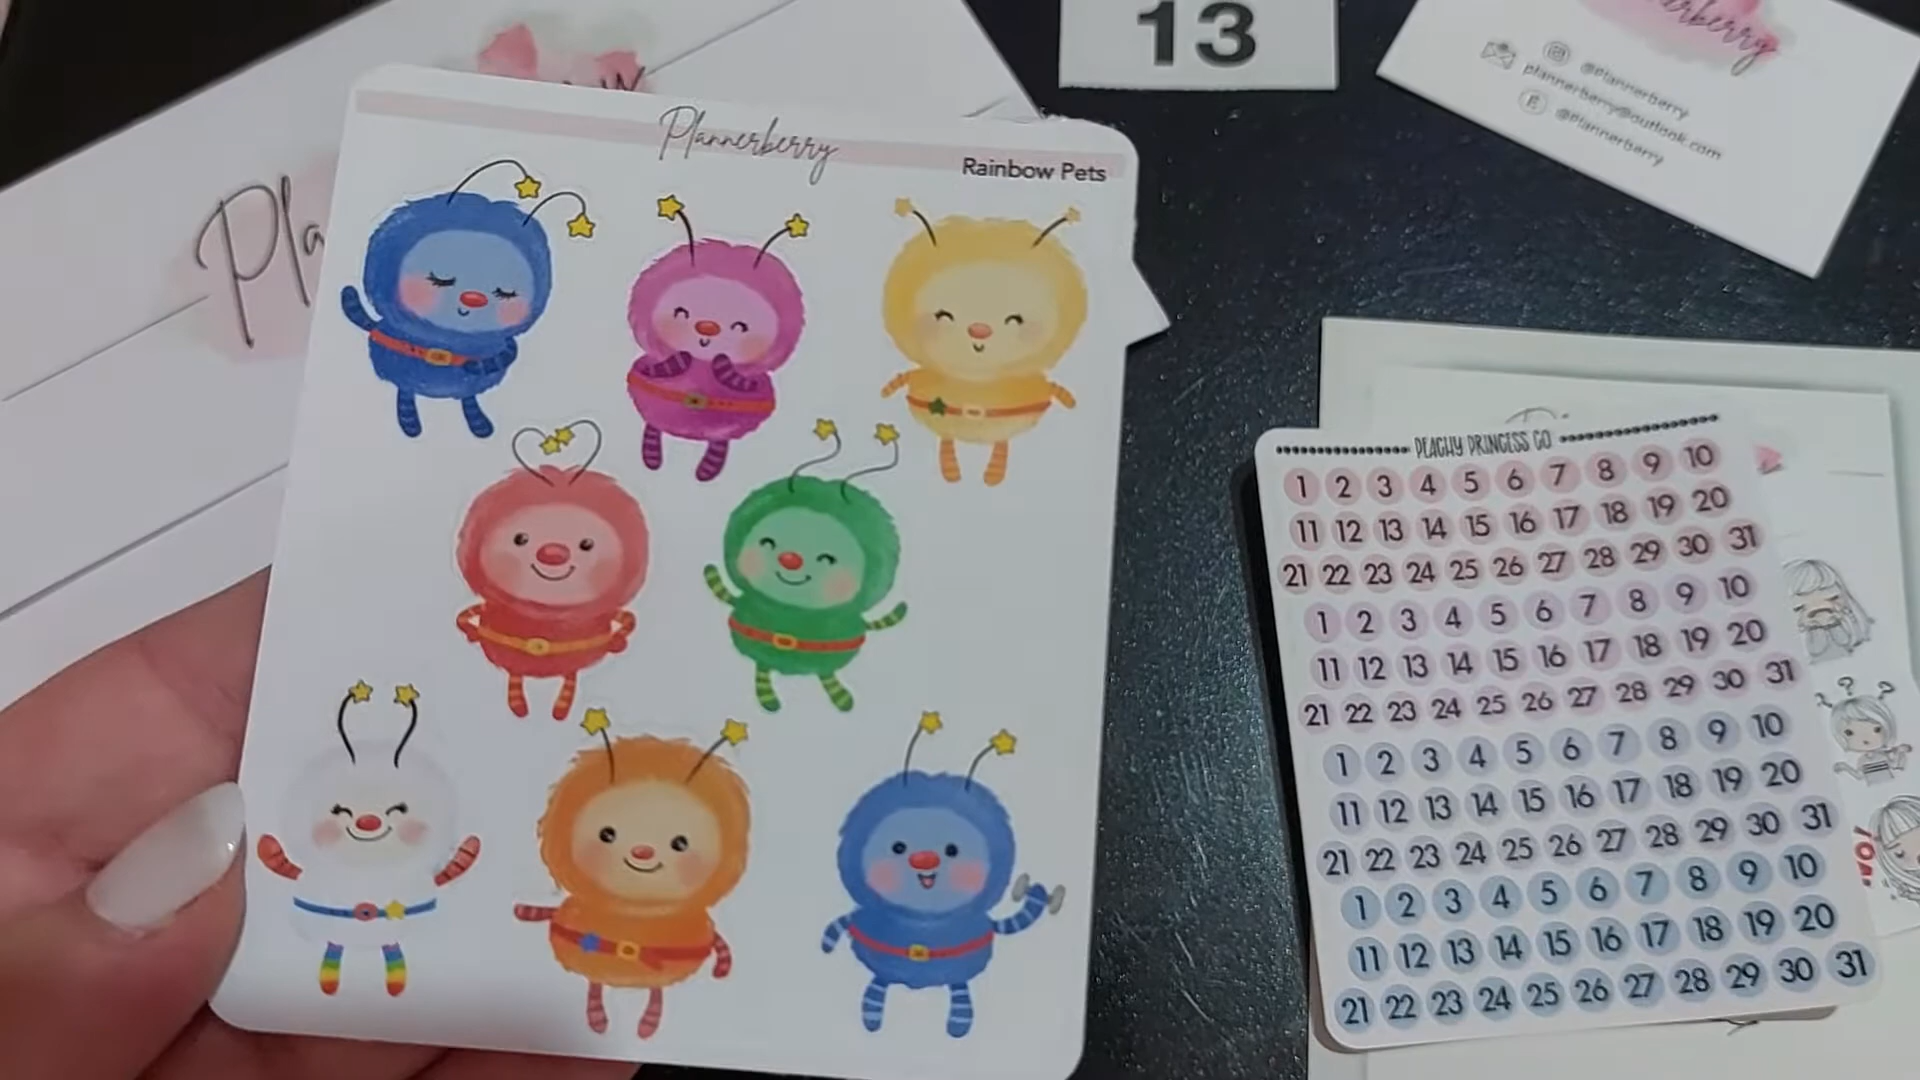 Plannerberry
Rainbow Pets
Pla
13
@plannerberry
plannerberry@outlook.com
@plannerberry
PEACHY PRINCESS CO
1 2 3 4 5 6 7 8 9 10
11 12 13 14 15 16 17 18 19 20
21 22 23 24 25 26 27 28 29 30 31
1 2 3 4 5 6 7 8 9 10
11 12 13 14 15 16 17 18 19 20
21 22 23 24 25 26 27 28 29 30 31
1 2 3 4 5 6 7 8 9 10
11 12 13 14 15 16 17 18 19 20
21 22 23 24 25 26 27 28 29 30 31
1 2 3 4 5 6 7 8 9 10
11 12 13 14 15 16 17 18 19 20
21 22 23 24 25 26 27 28 29 30 31